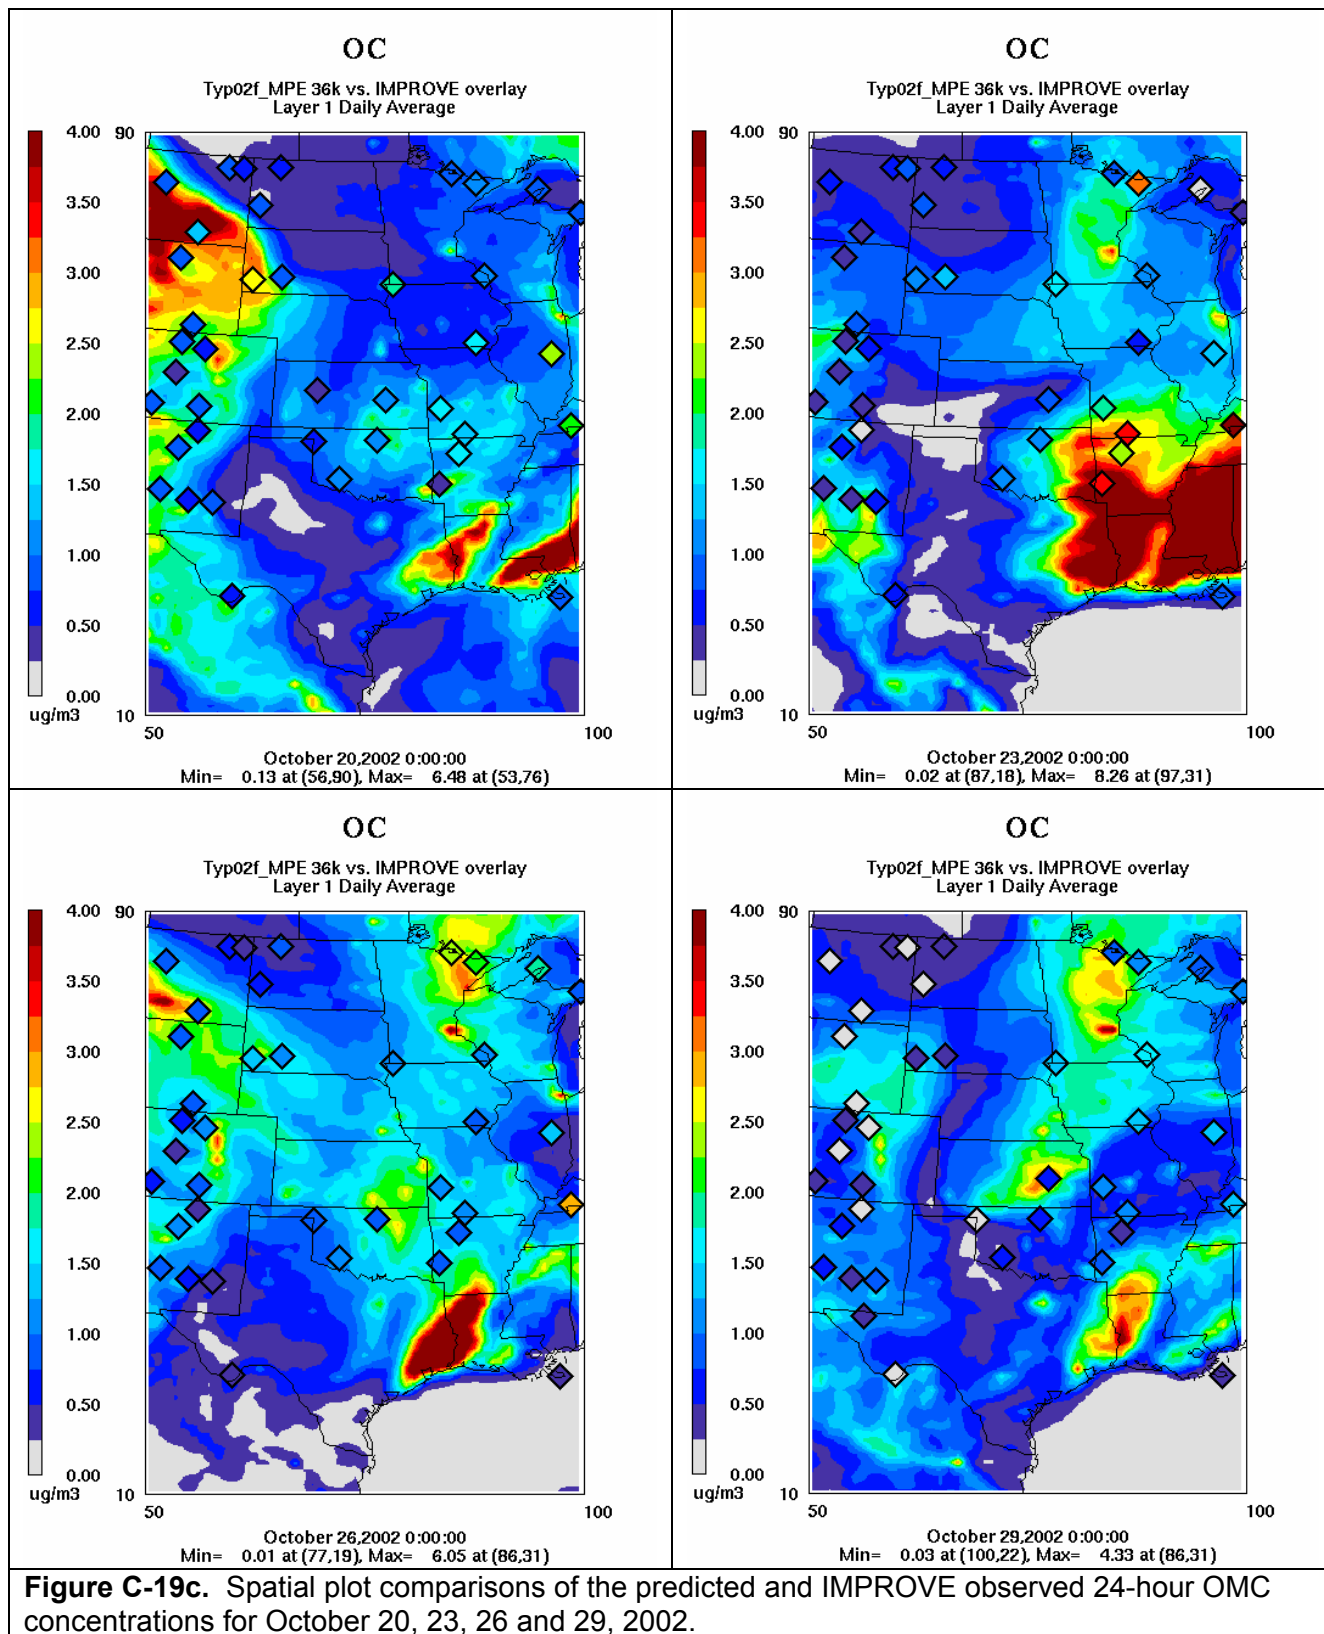 OC
Typ02f_MPE 36k vs. IMPROVE overlay
Layer 1 Daily Average
4.00
3.50
3.00
2.50
2.00
1.50
1.00
0.50
0.00
ug/m3
90
10
50
100
October 20,2002 0:00:00
Min= 0.13 at (56,90), Max= 6.48 at (53,76)
OC
Typ02f_MPE 36k vs. IMPROVE overlay
Layer 1 Daily Average
4.00
3.50
3.00
2.50
2.00
1.50
1.00
0.50
0.00
ug/m3
90
10
50
100
October 23,2002 0:00:00
Min= 0.02 at (87,18), Max= 8.26 at (97,31)
OC
Typ02f_MPE 36k vs. IMPROVE overlay
Layer 1 Daily Average
4.00
3.50
3.00
2.50
2.00
1.50
1.00
0.50
0.00
ug/m3
90
10
50
100
October 26,2002 0:00:00
Min= 0.01 at (77,19), Max= 6.05 at (86,31)
OC
Typ02f_MPE 36k vs. IMPROVE overlay
Layer 1 Daily Average
4.00
3.50
3.00
2.50
2.00
1.50
1.00
0.50
0.00
ug/m3
90
10
50
100
October 29,2002 0:00:00
Min= 0.03 at (100,22), Max= 4.33 at (86,31)
Figure C-19c. Spatial plot comparisons of the predicted and IMPROVE observed 24-hour OMC
concentrations for October 20, 23, 26 and 29, 2002.